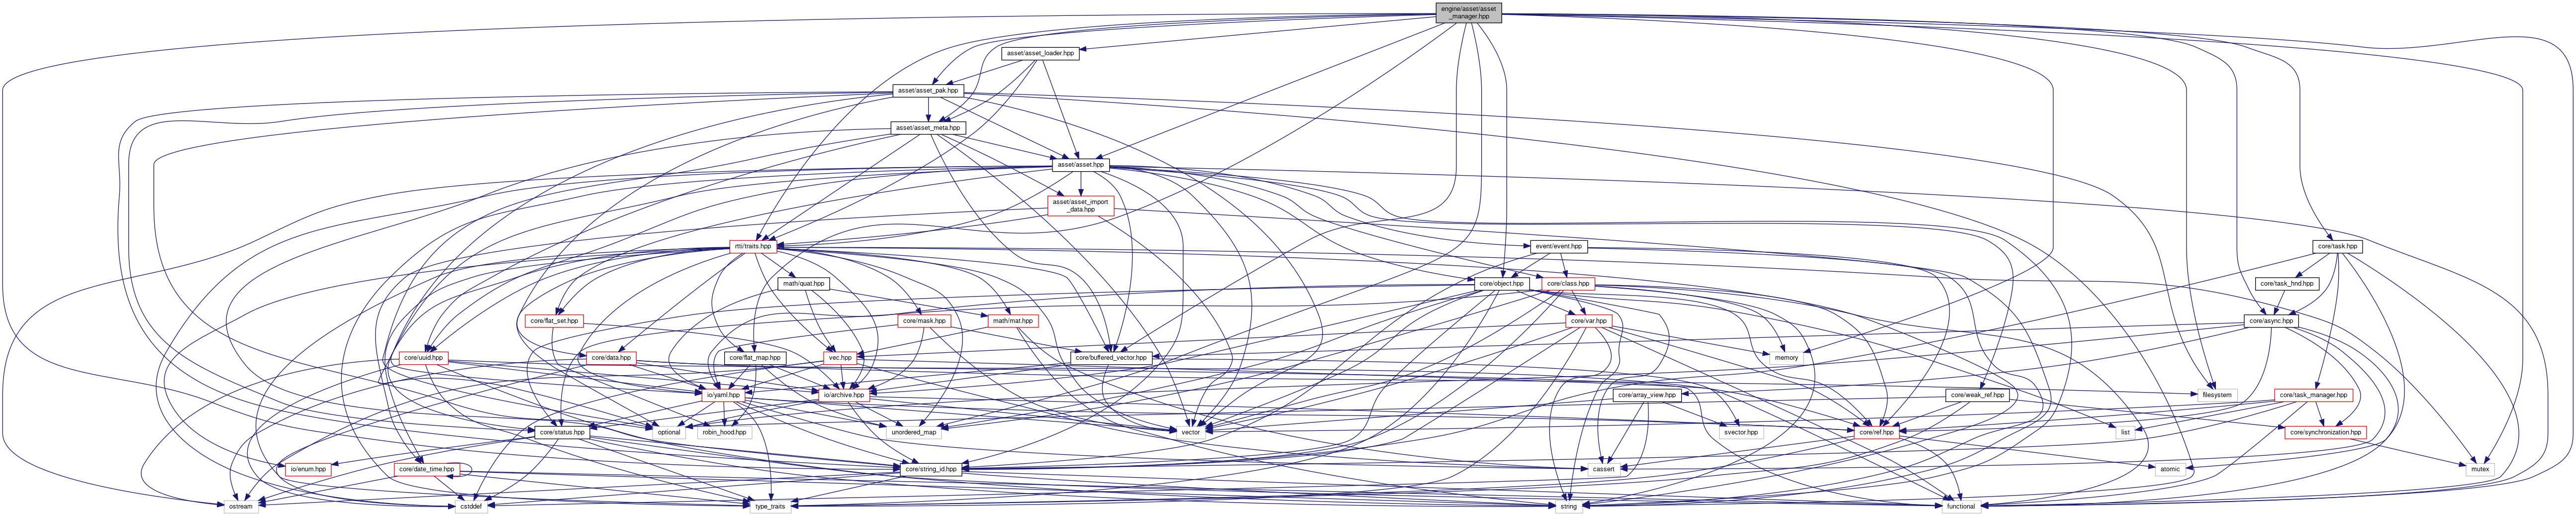 engine/asset/asset
_manager.hpp
asset/asset_loader.hpp
asset/asset_pak.hpp
asset/asset_meta.hpp
asset/asset.hpp
asset/asset_import
_data.hpp
rtti/traits.hpp
event/event.hpp
core/task.hpp
math/quat.hpp
core/object.hpp
core/class.hpp
core/task_hnd.hpp
core/flat_set.hpp
core/mask.hpp
math/mat.hpp
core/var.hpp
core/async.hpp
core/uuid.hpp
core/data.hpp
core/flat_map.hpp
vec.hpp
core/buffered_vector.hpp
memory
io/yaml.hpp
io/archive.hpp
core/array_view.hpp
core/weak_ref.hpp
filesystem
core/task_manager.hpp
core/status.hpp
optional
robin_hood.hpp
unordered_map
vector
svector.hpp
core/ref.hpp
list
core/synchronization.hpp
io/enum.hpp
core/date_time.hpp
core/string_id.hpp
cassert
atomic
mutex
ostream
cstddef
type_traits
string
functional